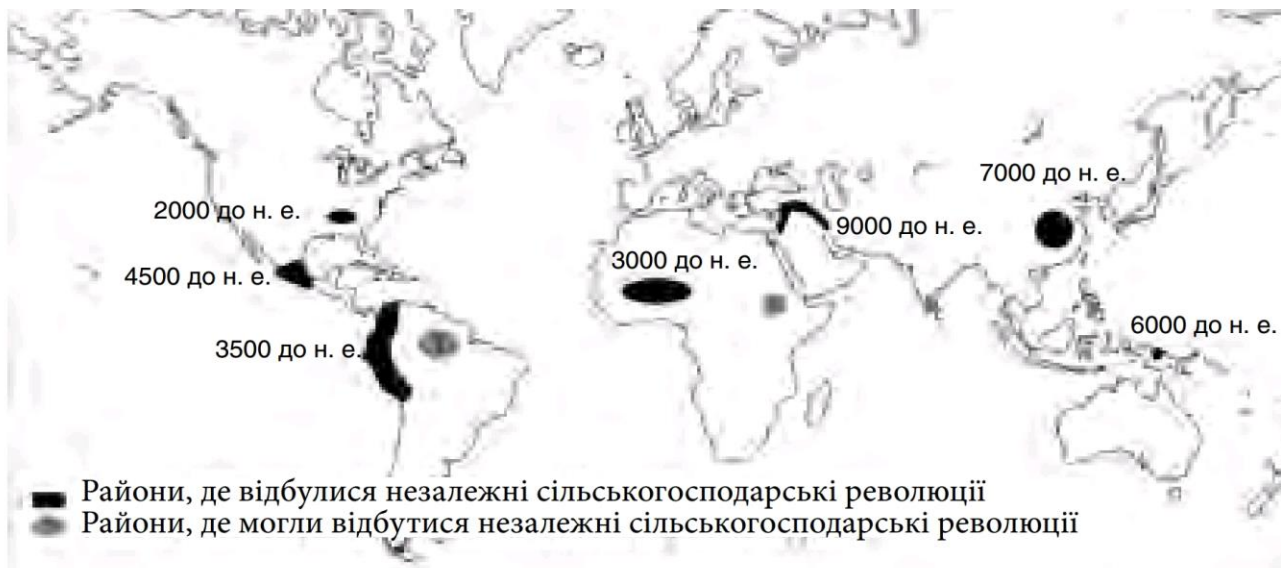 7000 до н. е.
2000 до н. е.
9000 до н. е.
3000 до н. е.
4500 до н. е.
6000 до н. е.
3500 до н. е.
Райони, де відбулися незалежні сільськогосподарські революції
Райони, де могли відбутися незалежні сільськогосподарські революції